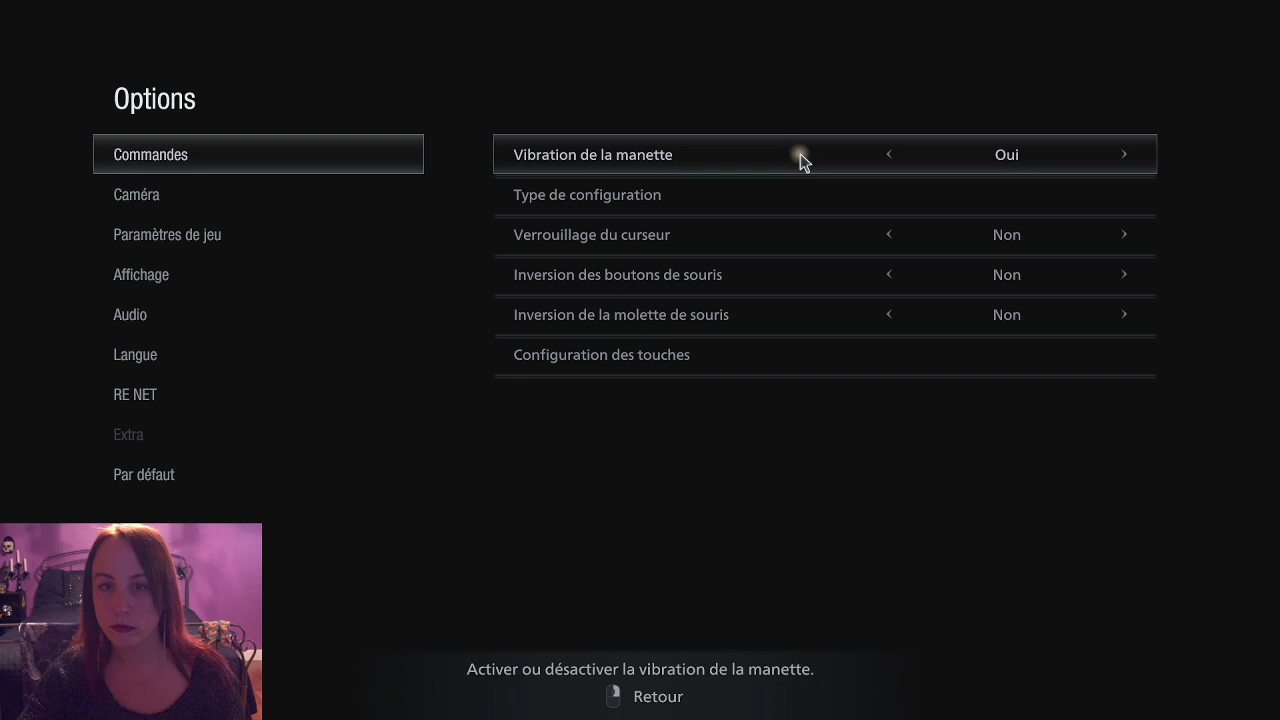 Options
Commandes
Caméra
Paramètres de jeu
Affichage
Audio
Langue
RE NET
Extra
Par défaut
Vibration de la manette Oui
Type de configuration
Verrouillage du curseur Non
Inversion des boutons de souris Non
Inversion de la molette de souris Non
Configuration des touches
Activer ou désactiver la vibration de la manette.
Retour